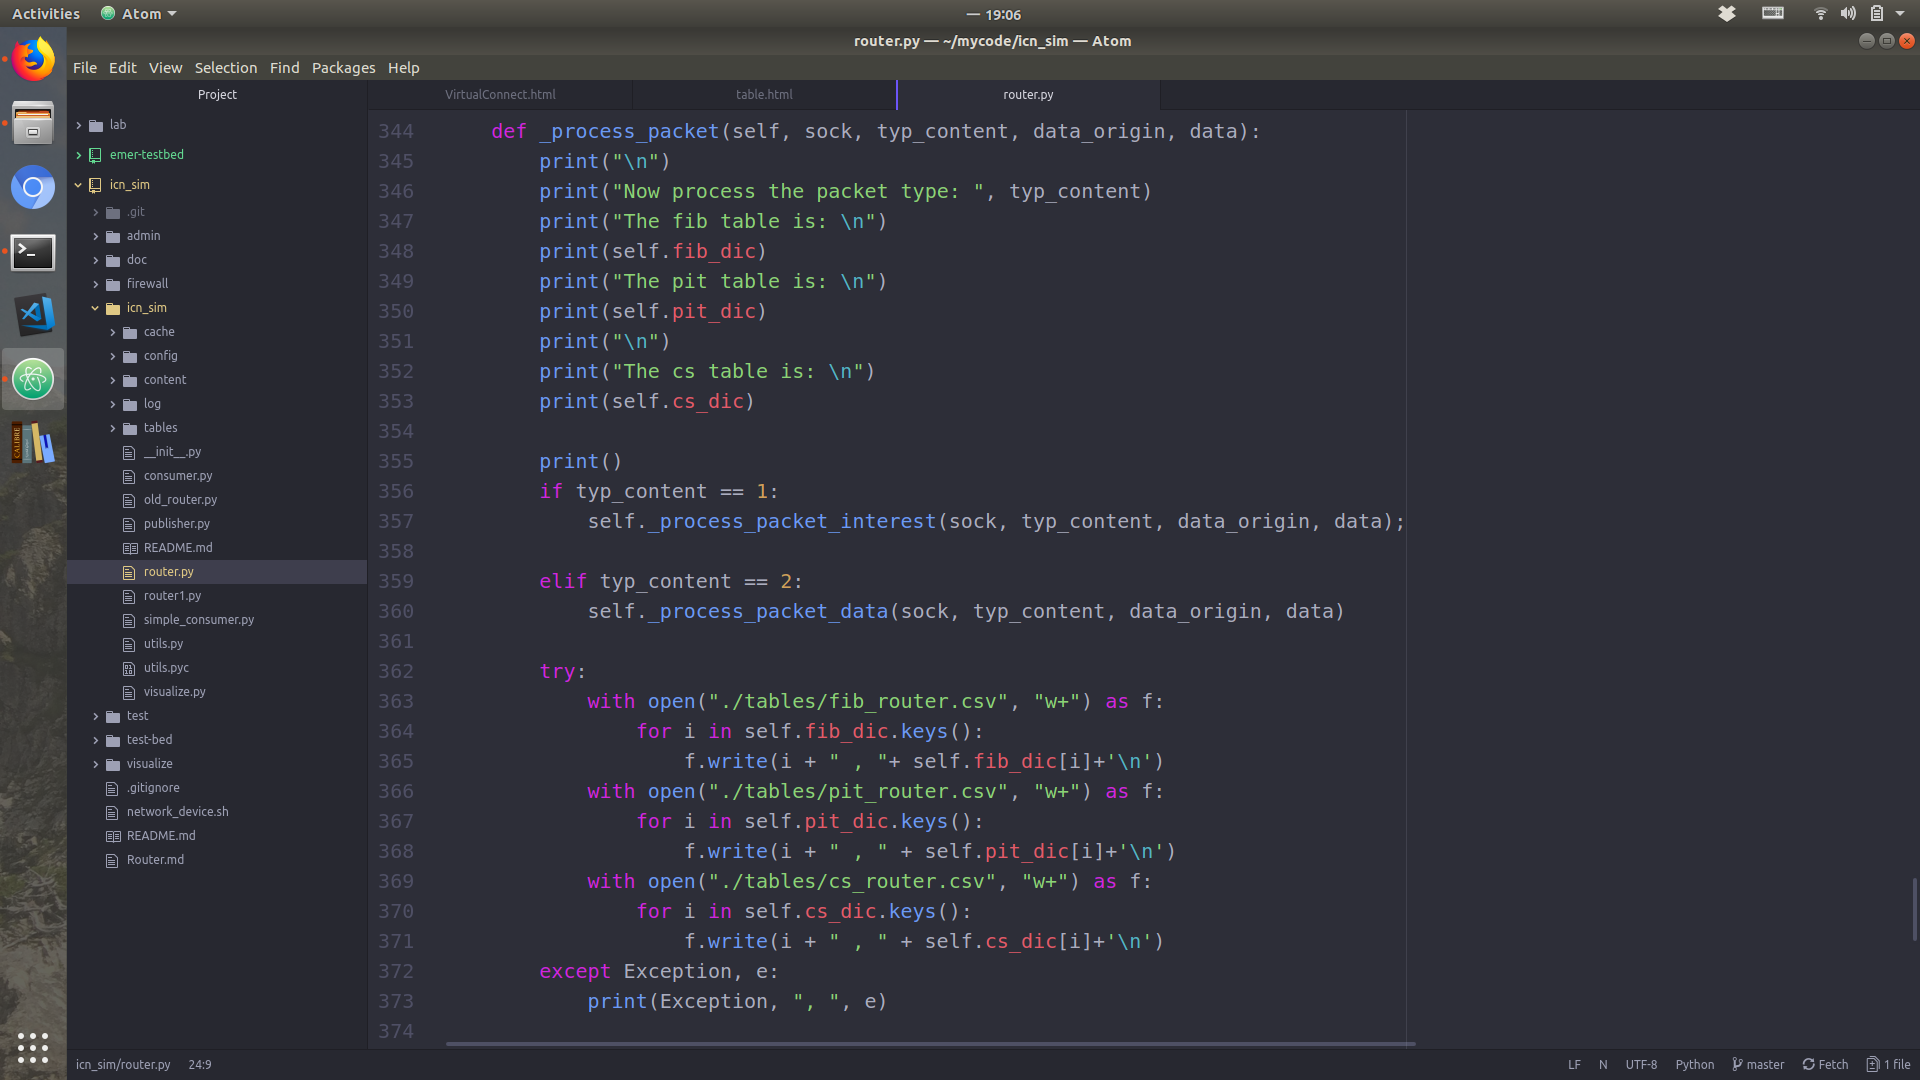 Activities
Atom
— 19:06
router.py — ~/mycode/icn_sim — Atom
File Edit View Selection Find Packages Help
Project
VirtualConnect.html
table.html
router.py
lab
emer-testbed
icn_sim
.git
admin
doc
firewall
icn_sim
cache
config
content
log
tables
__init__.py
consumer.py
old_router.py
publisher.py
README.md
router.py
router1.py
simple_consumer.py
utils.py
utils.pyc
visualize.py
test
test-bed
visualize
.gitignore
network_device.sh
README.md
Router.md
CALIBRE
344 def _process_packet(self, sock, typ_content, data_origin, data):
345 print("\n")
346 print("Now process the packet type: ", typ_content)
347 print("The fib table is: \n")
348 print(self.fib_dic)
349 print("The pit table is: \n")
350 print(self.pit_dic)
351 print("\n")
352 print("The cs table is: \n")
353 print(self.cs_dic)
354
355 print()
356 if typ_content == 1:
357 self._process_packet_interest(sock, typ_content, data_origin, data);
358
359 elif typ_content == 2:
360 self._process_packet_data(sock, typ_content, data_origin, data)
361
362 try:
363 with open("./tables/fib_router.csv", "w+") as f:
364 for i in self.fib_dic.keys():
365 f.write(i + " , "+ self.fib_dic[i]+'\n')
366 with open("./tables/pit_router.csv", "w+") as f:
367 for i in self.pit_dic.keys():
368 f.write(i + " , " + self.pit_dic[i]+'\n')
369 with open("./tables/cs_router.csv", "w+") as f:
370 for i in self.cs_dic.keys():
371 f.write(i + " , " + self.cs_dic[i]+'\n')
372 except Exception, e:
373 print(Exception, ", ", e)
374
icn_sim/router.py 24:9
LF N UTF-8 Python master Fetch 1 file